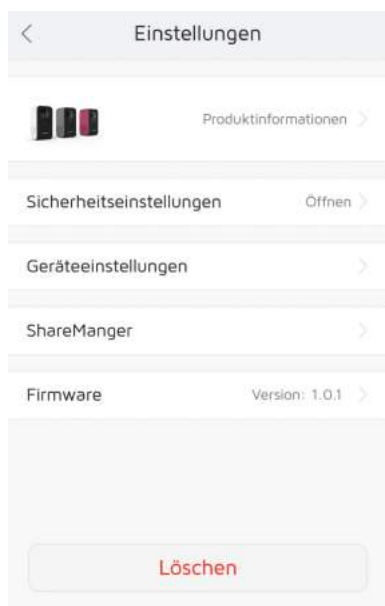 Einstellungen
Produktinformationen
Sicherheitseinstellungen Öffnen
Geräteeinstellungen
ShareManger
Firmware Version: 1.0.1
Löschen